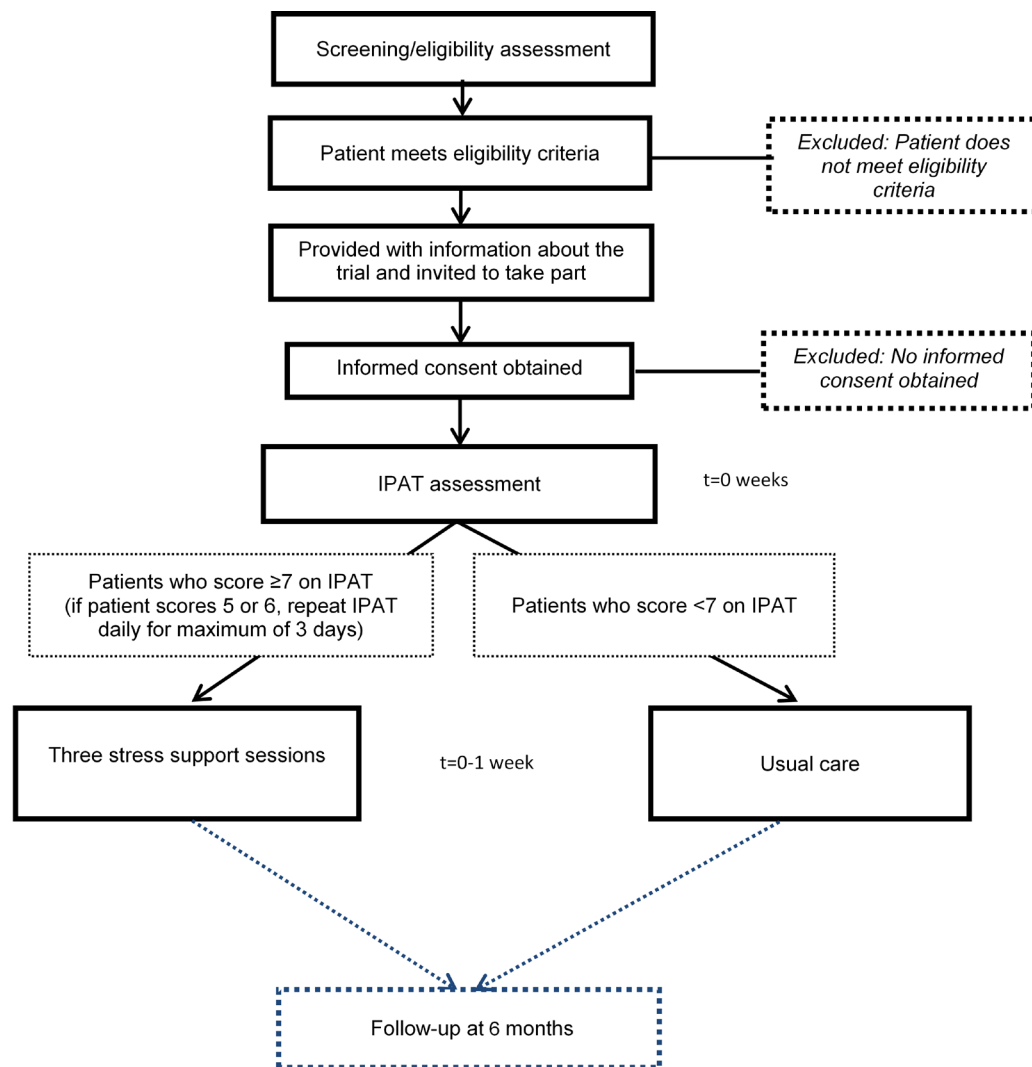 Screening/eligibility assessment
Patient meets eligibility criteria
Excluded: Patient does
not meet eligibility
criteria
Provided with information about the
trial and invited to take part
Informed consent obtained
Excluded: No informed
consent obtained
IPAT assessment
t=0 weeks
Patients who score ≥7 on IPAT
(if patient scores 5 or 6, repeat IPAT
daily for maximum of 3 days)
Patients who score <7 on IPAT
Three stress support sessions
t=0-1 week
Usual care
Follow-up at 6 months